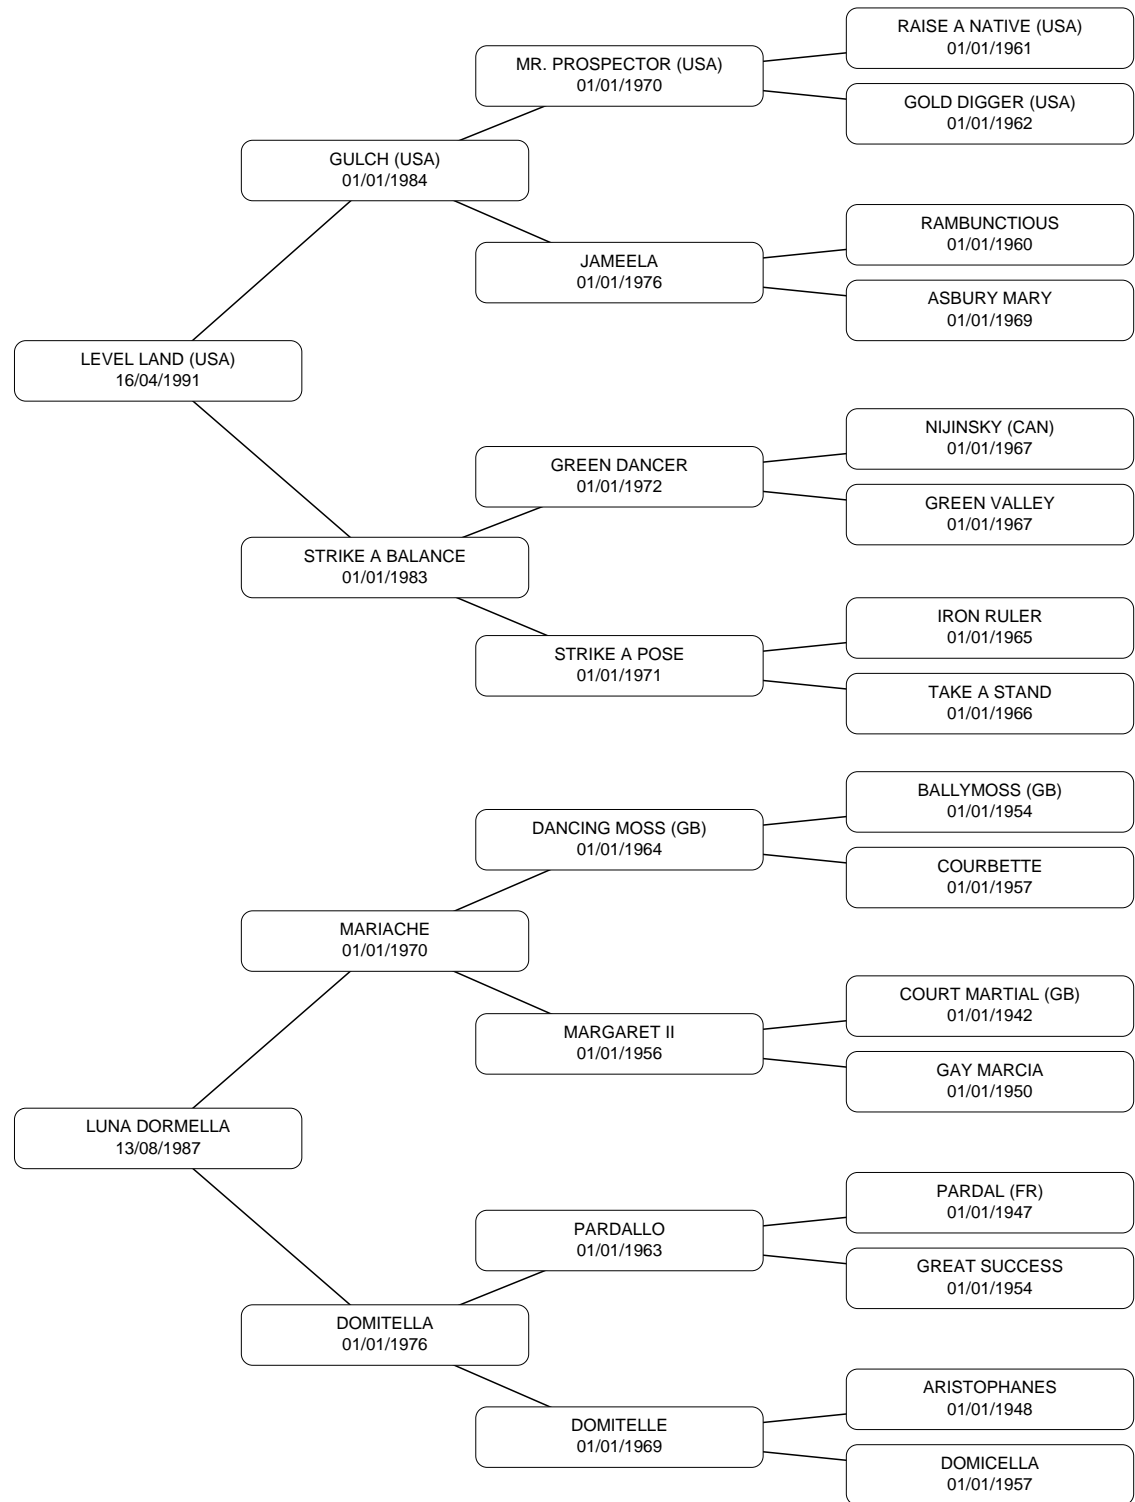 RAISE A NATIVE (USA)
01/01/1961
MR. PROSPECTOR (USA)
01/01/1970
GOLD DIGGER (USA)
01/01/1962
GULCH (USA)
01/01/1984
RAMBUNCTIOUS
01/01/1960
JAMEELA
01/01/1976
ASBURY MARY
01/01/1969
LEVEL LAND (USA)
16/04/1991
NIJINSKY (CAN)
01/01/1967
GREEN DANCER
01/01/1972
GREEN VALLEY
01/01/1967
STRIKE A BALANCE
01/01/1983
IRON RULER
01/01/1965
STRIKE A POSE
01/01/1971
TAKE A STAND
01/01/1966
BALLYMOSS (GB)
01/01/1954
DANCING MOSS (GB)
01/01/1964
COURBETTE
01/01/1957
MARIACHE
01/01/1970
COURT MARTIAL (GB)
01/01/1942
MARGARET II
01/01/1956
GAY MARCIA
01/01/1950
LUNA DORMELLA
13/08/1987
PARDAL (FR)
01/01/1947
PARDALLO
01/01/1963
GREAT SUCCESS
01/01/1954
DOMITELLA
01/01/1976
ARISTOPHANES
01/01/1948
DOMITELLE
01/01/1969
DOMICELLA
01/01/1957